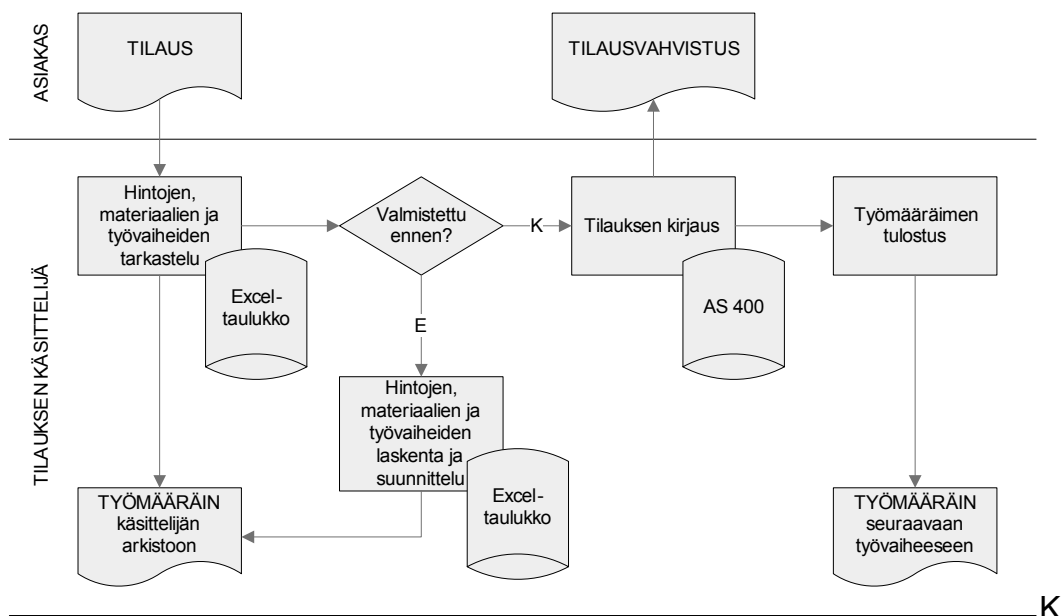 ASIAKAS
TILAUS
TILAUSVAHVISTUS
TILAUKSEN KÄSITTELIJÄ
Hintojen,
materiaalien ja
työvaiheiden
tarkastelu
Excel-
taulukko
Valmistettu
ennen?
K
Tilauksen kirjaus
AS 400
Työmääräimen
tulostus
E
Hintojen,
materiaalien ja
työvaiheiden
laskenta ja
suunnittelu
Excel-
taulukko
TYÖMÄÄRÄIN
käsittelijän
arkistoon
TYÖMÄÄRÄIN
seuraavaan
työvaiheeseen
K